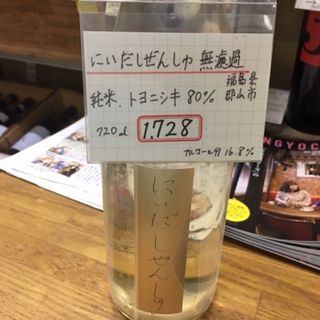 にいだしぜんしゅ 無濾過
福島県
郡山市
純米、トヨニシキ 80%
720ml 1,728
アルコール分 16.8%
にいだしぜんしゅ
NGYOC